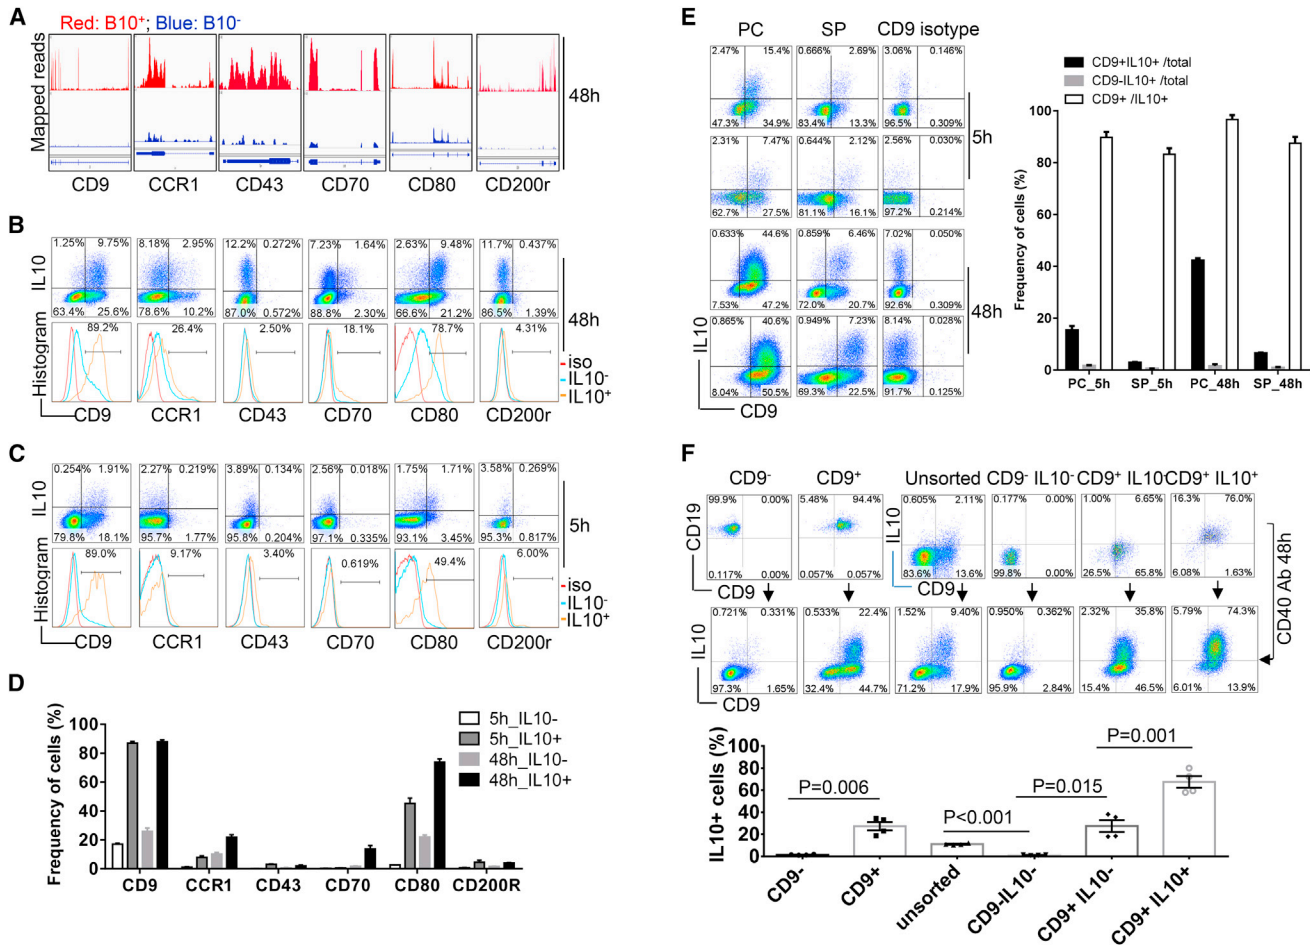 A
Red: B10+; Blue: B10-
Mapped reads
48h
CD9 CCR1 CD43 CD70 CD80 CD200r
B
1.25% 9.75% 8.18% 2.95% 12.2% 0.272% 7.23% 1.64% 2.63% 9.48% 11.7% 0.437%
IL10
63.4% 25.6% 78.6% 10.2% 87.0% 0.572% 88.8% 2.30% 66.6% 21.2% 86.5% 1.39%
48h
89.2% 26.4% 2.50% 18.1% 78.7% 4.31%
Histogram
iso
IL10-
IL10+
CD9 CCR1 CD43 CD70 CD80 CD200r
C
0.254% 1.91% 2.27% 0.219% 3.89% 0.134% 2.56% 0.018% 1.75% 1.71% 3.58% 0.269%
IL10
79.8% 18.1% 95.7% 1.77% 95.8% 0.204% 97.1% 0.335% 93.1% 3.45% 95.3% 0.817%
5h
89.0% 9.17% 3.40% 0.619% 49.4% 6.00%
Histogram
iso
IL10-
IL10+
CD9 CCR1 CD43 CD70 CD80 CD200r
D
Frequency of cells (%)
100
80
60
40
20
0
5h_IL10-
5h_IL10+
48h_IL10-
48h_IL10+
CD9 CCR1 CD43 CD70 CD80 CD200R
E
PC SP CD9 isotype
2.47% 15.4% 0.666% 2.69% 3.06% 0.146%
47.3% 34.9% 83.4% 13.3% 96.5% 0.309%
5h
2.31% 7.47% 0.644% 2.12% 2.56% 0.030%
62.7% 27.5% 81.1% 16.1% 97.2% 0.214%
0.633% 44.6% 0.859% 6.46% 7.02% 0.050%
7.53% 47.2% 72.0% 20.7% 92.6% 0.309%
48h
0.865% 40.6% 0.949% 7.23% 8.14% 0.028%
8.04% 50.5% 69.3% 22.5% 91.7% 0.125%
IL10
CD9
CD9+IL10+ /total
CD9-IL10+ /total
CD9+ /IL10+
Frequency of cells (%)
100
80
60
40
20
0
PC_5h SP_5h PC_48h SP_48h
F
CD9- CD9+ Unsorted CD9- IL10- CD9+ IL10- CD9+ IL10+
99.9% 0.00% 5.48% 94.4% 0.605% 2.11% 0.177% 0.00% 1.00% 6.65% 16.3% 76.0%
CD19
IL10
0.117% 0.00% 0.057% 0.057% 83.6% 13.6% 99.8% 0.00% 26.5% 65.8% 6.08% 1.63%
CD9 CD9
CD40 Ab 48h
0.721% 0.331% 0.533% 22.4% 1.52% 9.40% 0.950% 0.362% 2.32% 35.8% 5.79% 74.3%
IL10
97.3% 1.65% 32.4% 44.7% 71.2% 17.9% 95.9% 2.84% 15.4% 46.5% 6.01% 13.9%
CD9
IL10+ cells (%)
100
80
60
40
20
0
P=0.006
P<0.001
P=0.015
P=0.001
CD9- CD9+ unsorted CD9-IL10- CD9+ IL10- CD9+ IL10+